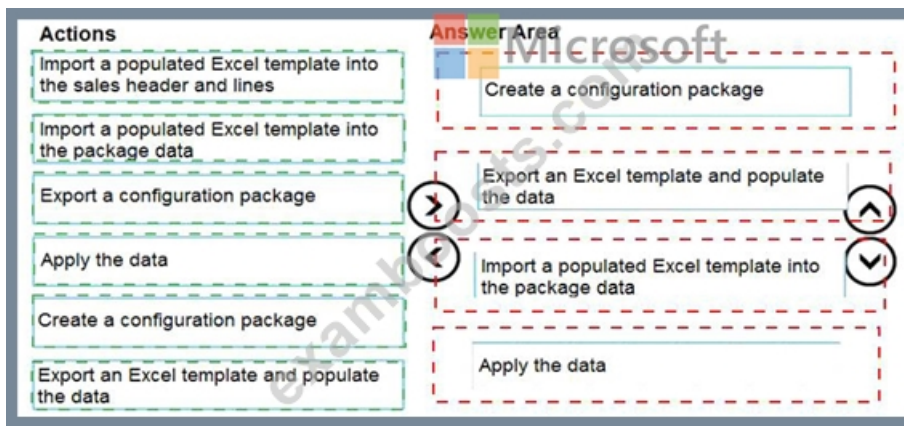 Actions
Answer Area
Microsoft
Import a populated Excel template into
the sales header and lines
Import a populated Excel template into
the package data
Export a configuration package
Apply the data
Create a configuration package
Export an Excel template and populate
the data
Create a configuration package
Export an Excel template and populate
the data
Import a populated Excel template into
the package data
Apply the data
examboosts.com